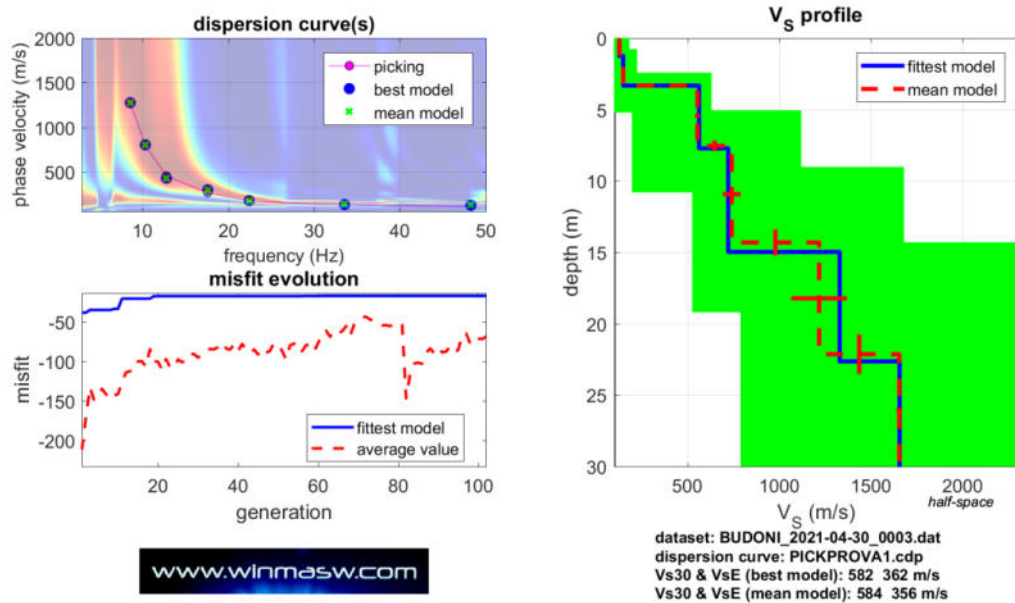 dispersion curve(s)
2000
1500
1000
500
phase velocity (m/s)
picking
best model
mean model
10 20 30 40 50
frequency (Hz)
misfit evolution
-50
-100
-150
-200
misfit
fittest model
average value
20 40 60 80 100
generation
www.winmasw.com
VS profile
0
5
10
15
20
25
30
depth (m)
fittest model
mean model
500 1000 1500 2000
half-space
VS (m/s)
dataset: BUDONI_2021-04-30_0003.dat
dispersion curve: PICKPROVA1.cdp
Vs30 & VsE (best model): 582 362 m/s
Vs30 & VsE (mean model): 584 356 m/s